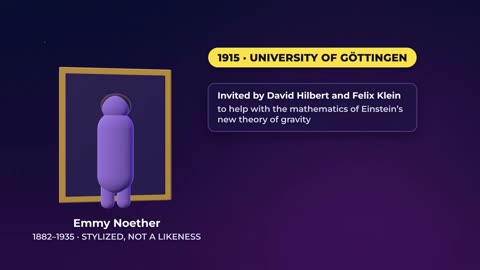 1915 · UNIVERSITY OF GÖTTINGEN
Invited by David Hilbert and Felix Klein
to help with the mathematics of Einstein's
new theory of gravity
Emmy Noether
1882–1935 · STYLIZED, NOT A LIKENESS